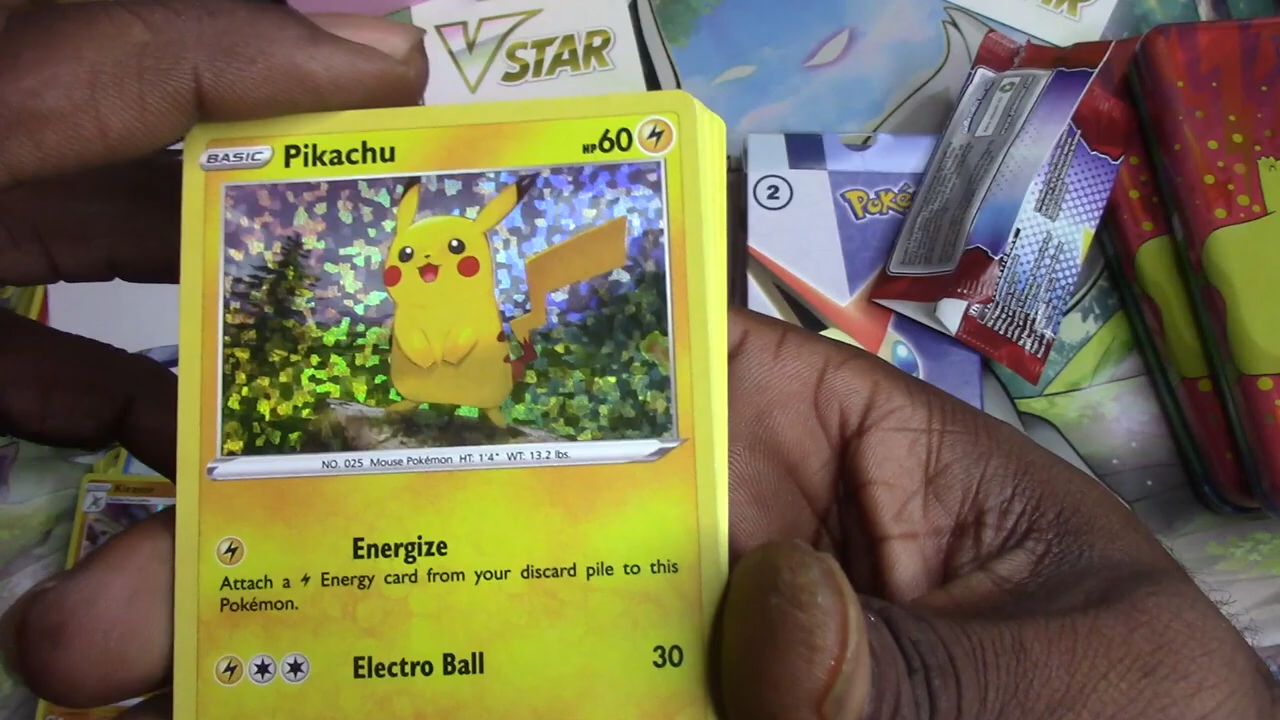 VSTAR
BASIC Pikachu HP60
NO. 025 Mouse Pokémon HT: 1'4" WT: 13.2 lbs.
Energize
Attach a Energy card from your discard pile to this
Pokémon.
Electro Ball 30
2
Poké